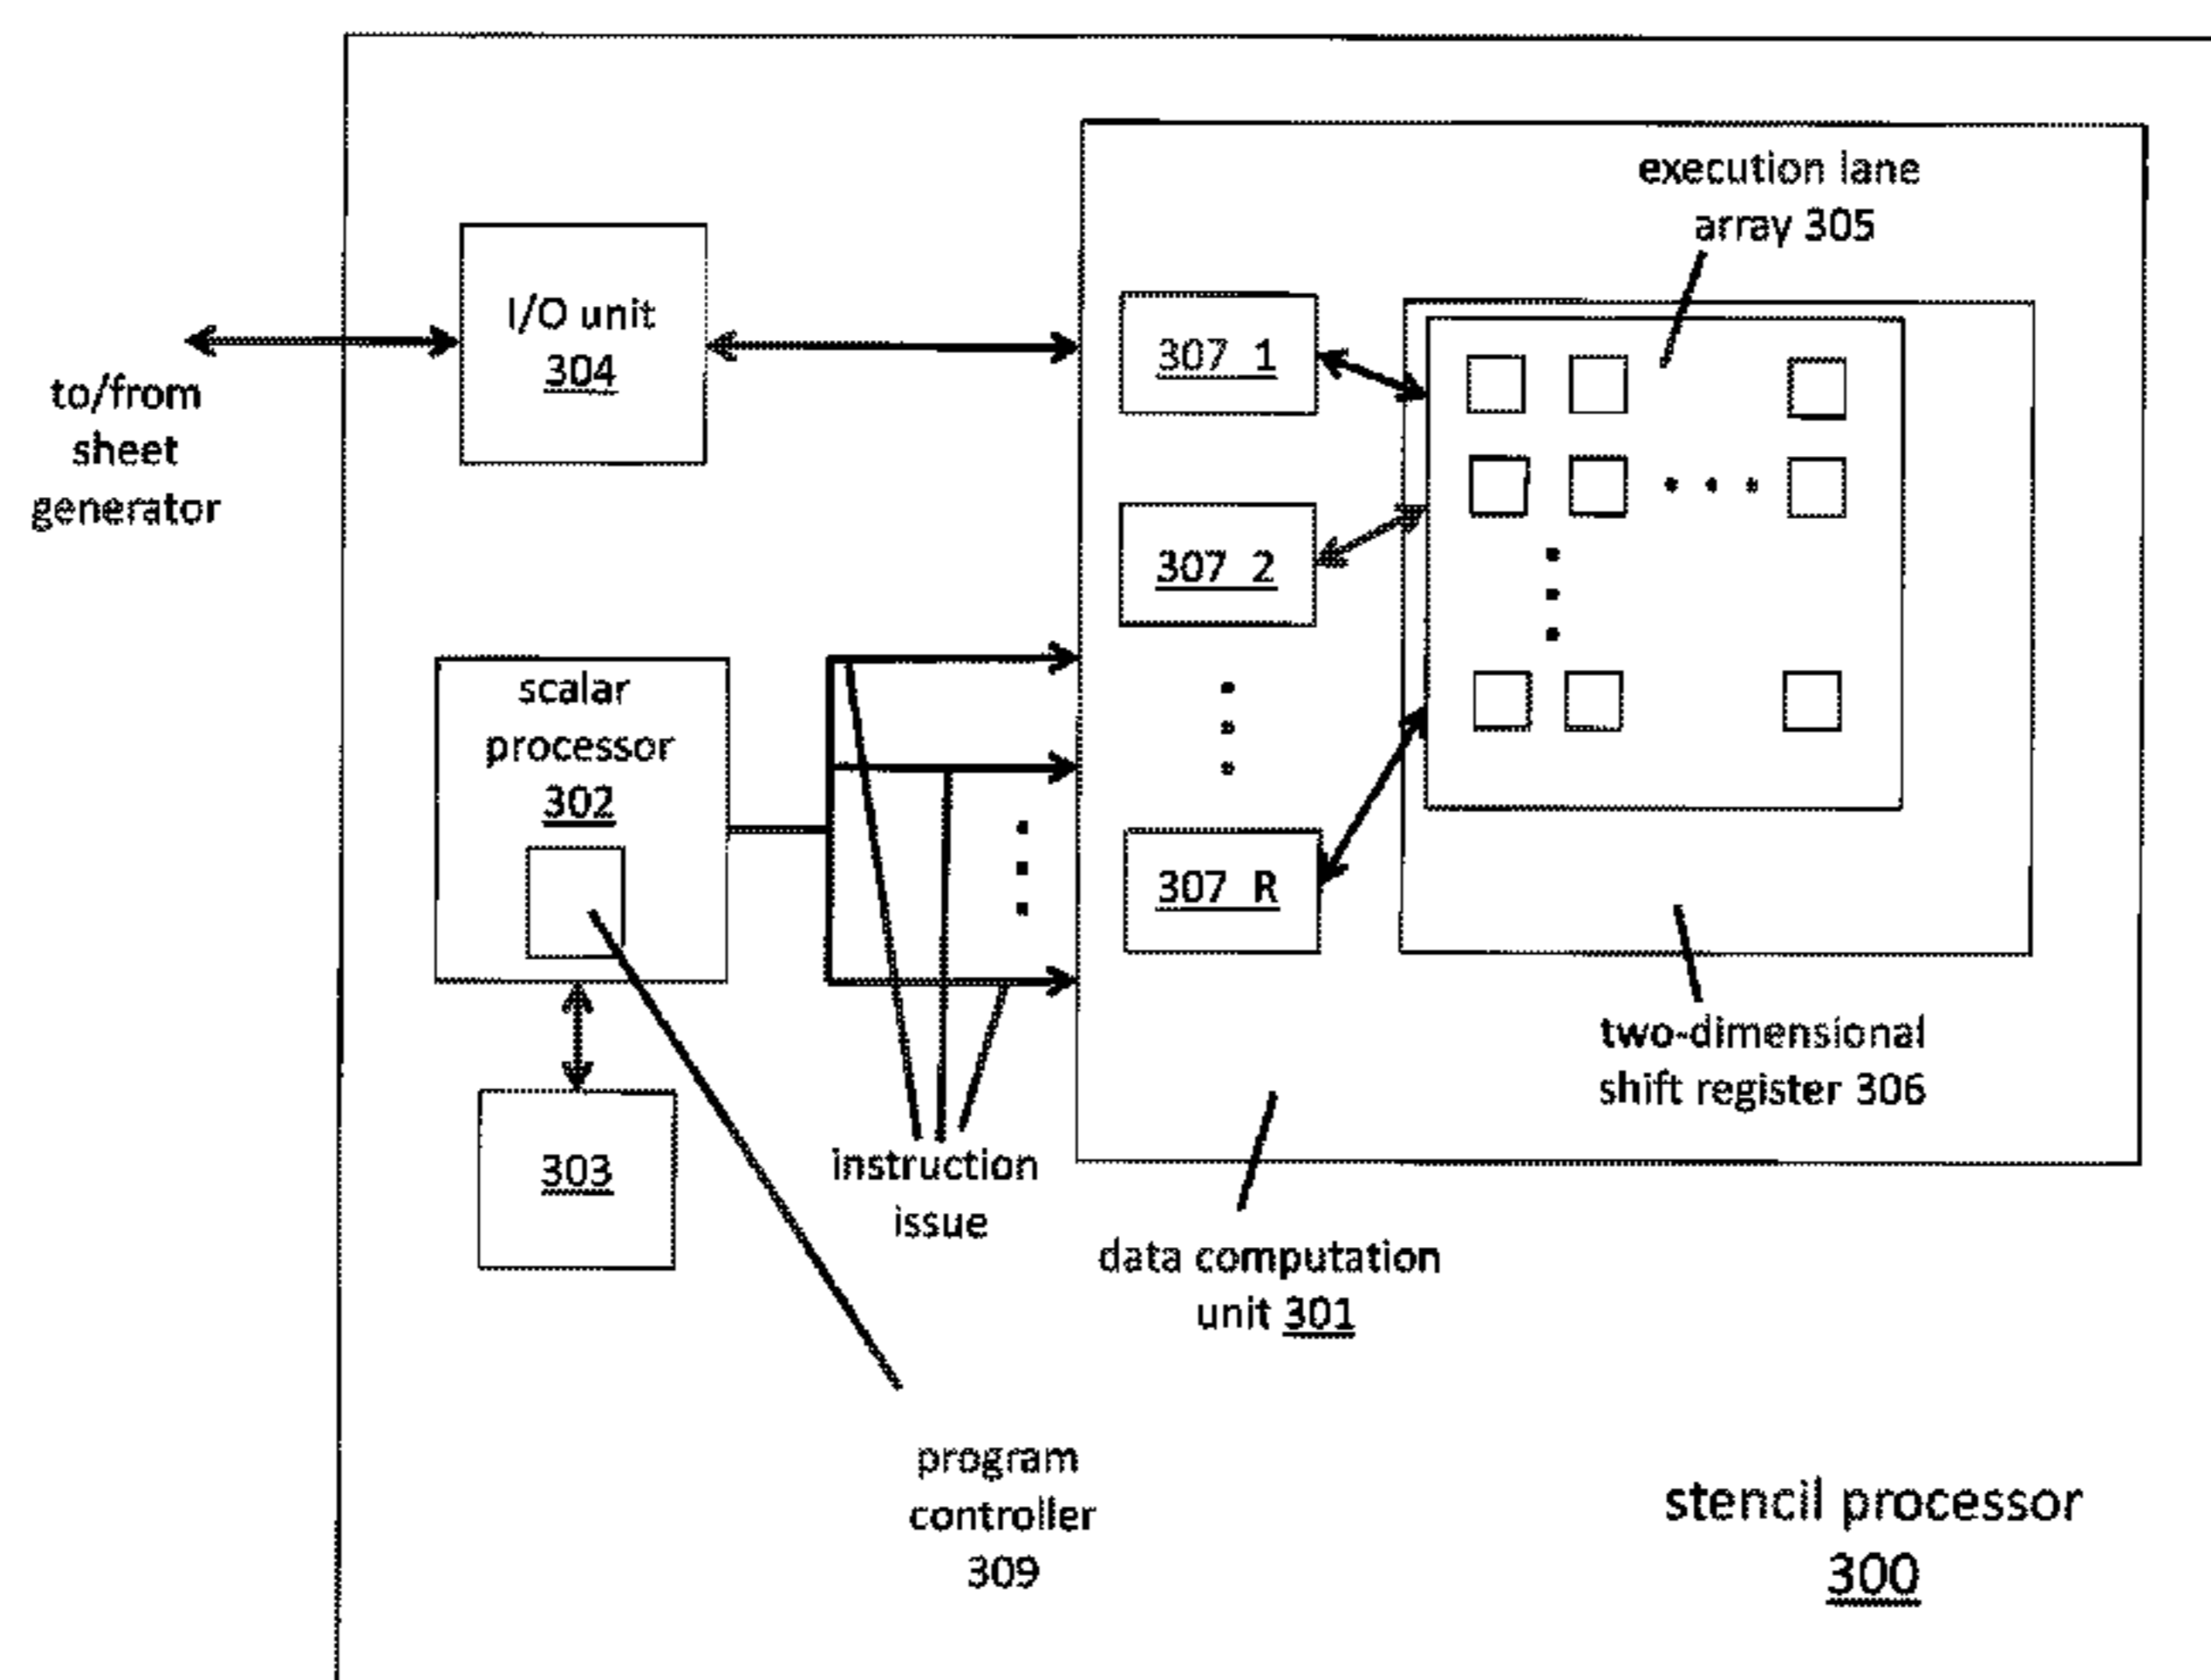 execution lane
array 305
I/O unit
304
307_1
to/from
sheet
generator
307_2
scalar
processor
302
307_R
two-dimensional
shift register 306
303
instruction
issue
data computation
unit 301
program
controller
309
stencil processor
300